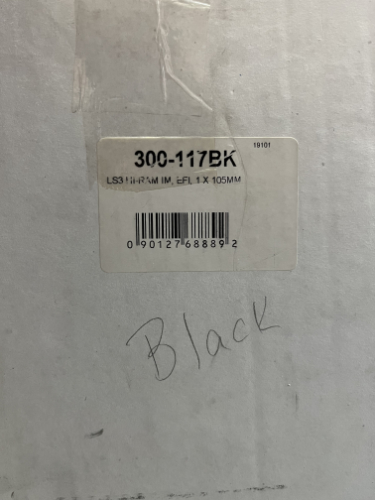 19101
300-117BK
LS3 HI-RAM IM, EFI, 1 X 105MM
0 90127 68889 2
Black